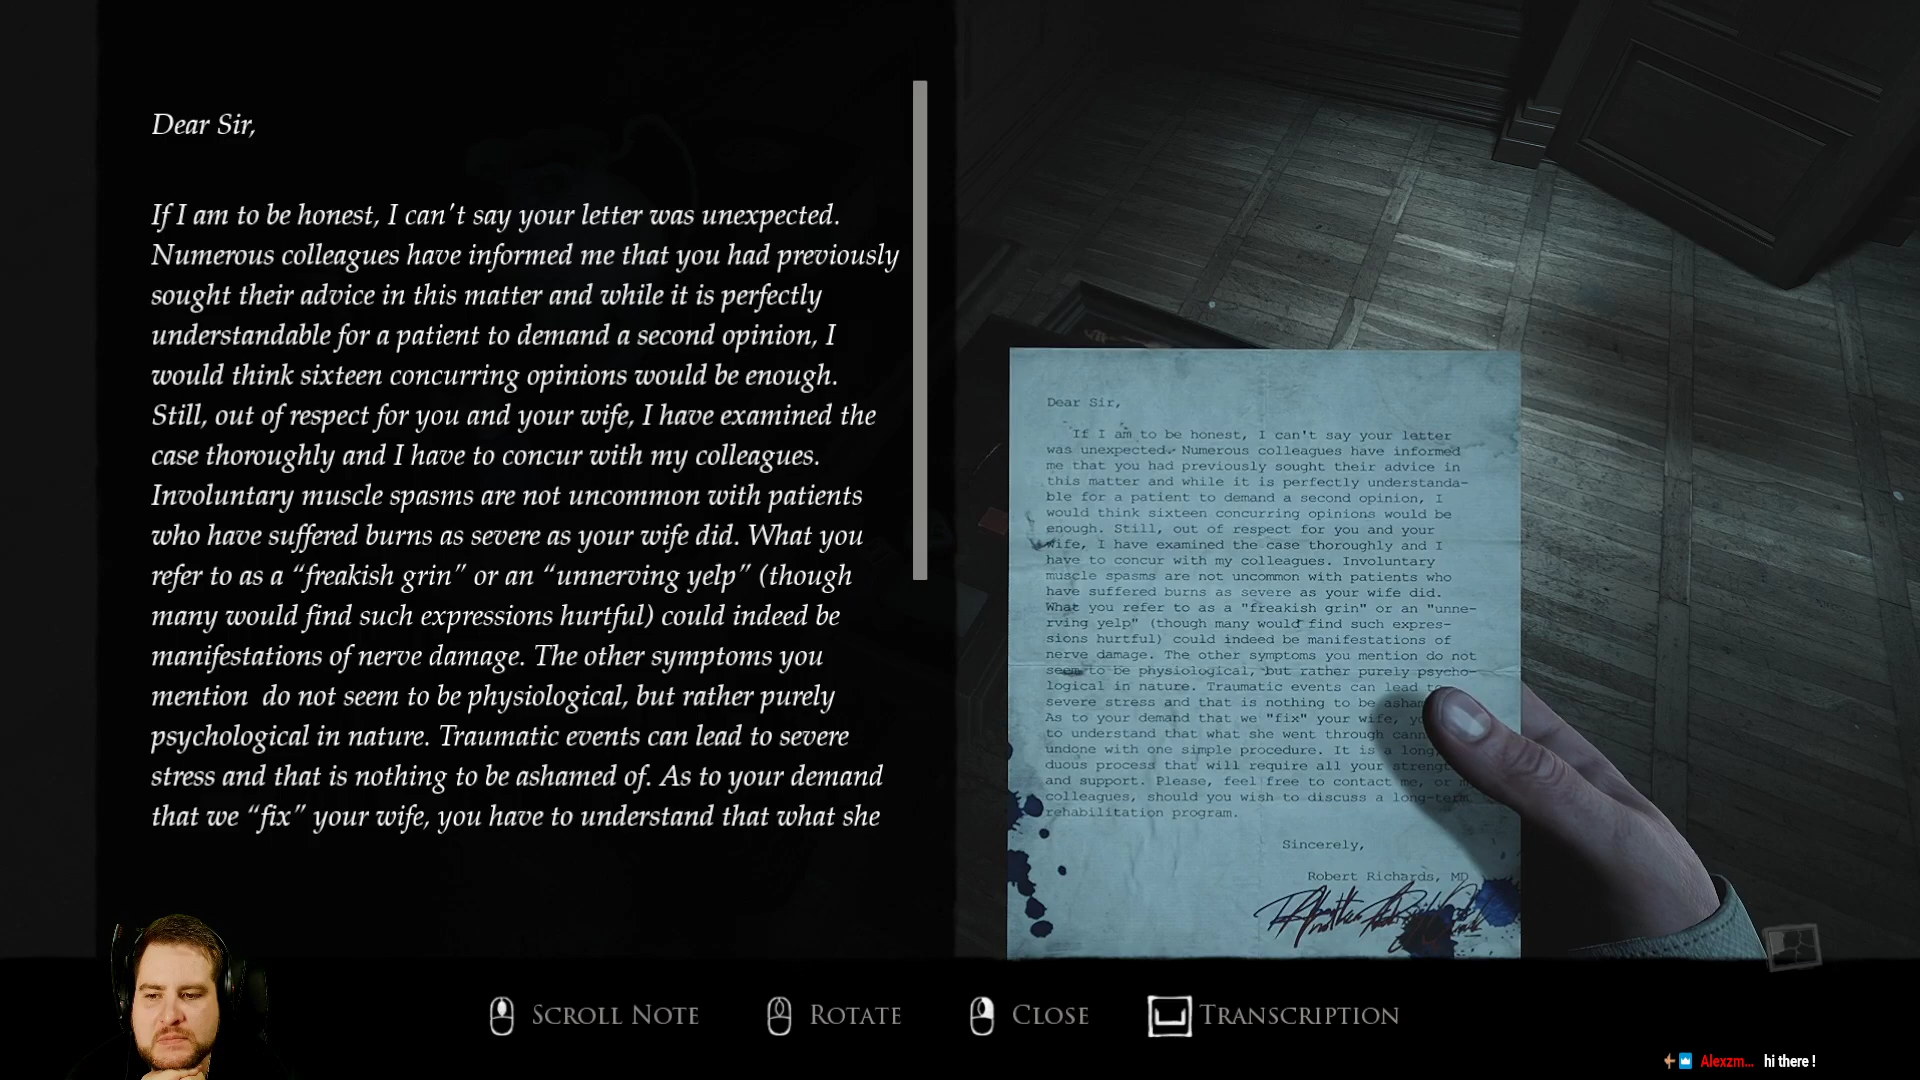 Dear Sir,
If I am to be honest, I can't say your letter was unexpected.
Numerous colleagues have informed me that you had previously
sought their advice in this matter and while it is perfectly
understandable for a patient to demand a second opinion, I
would think sixteen concurring opinions would be enough.
Still, out of respect for you and your wife, I have examined the
case thoroughly and I have to concur with my colleagues.
Involuntary muscle spasms are not uncommon with patients
who have suffered burns as severe as your wife did. What you
refer to as a “freakish grin” or an “unnerving yelp” (though
many would find such expressions hurtful) could indeed be
manifestations of nerve damage. The other symptoms you
mention do not seem to be physiological, but rather purely
psychological in nature. Traumatic events can lead to severe
stress and that is nothing to be ashamed of. As to your demand
that we “fix” your wife, you have to understand that what she
Dear Sir,
If I am to be honest, I can't say your letter
was unexpected. Numerous colleagues have informed
me that you had previously sought their advice in
this matter and while it is perfectly understanda-
ble for a patient to demand a second opinion, I
would think sixteen concurring opinions would be
enough. Still, out of respect for you and your
wife, I have examined the case thoroughly and I
have to concur with my colleagues. Involuntary
muscle spasms are not uncommon with patients who
have suffered burns as severe as your wife did.
What you refer to as a "freakish grin" or an "unne-
rving yelp" (though many would find such expres-
sions hurtful) could indeed be manifestations of
nerve damage. The other symptoms you mention do not
seem to be physiological, but rather purely psycho-
logical in nature. Traumatic events can lead to
severe stress and that is nothing to be
As to your demand that we "fix" your wife,
to understand that what she went through
undone with one simple procedure. It is a long,
duous process that will require all your
and support. Please, feel free to contact me, or
colleagues, should you wish to discuss a long-term
rehabilitation program.
Sincerely,
Robert Richards, MD
SCROLL NOTE
ROTATE
CLOSE
TRANSCRIPTION
Alexzm... hi there !